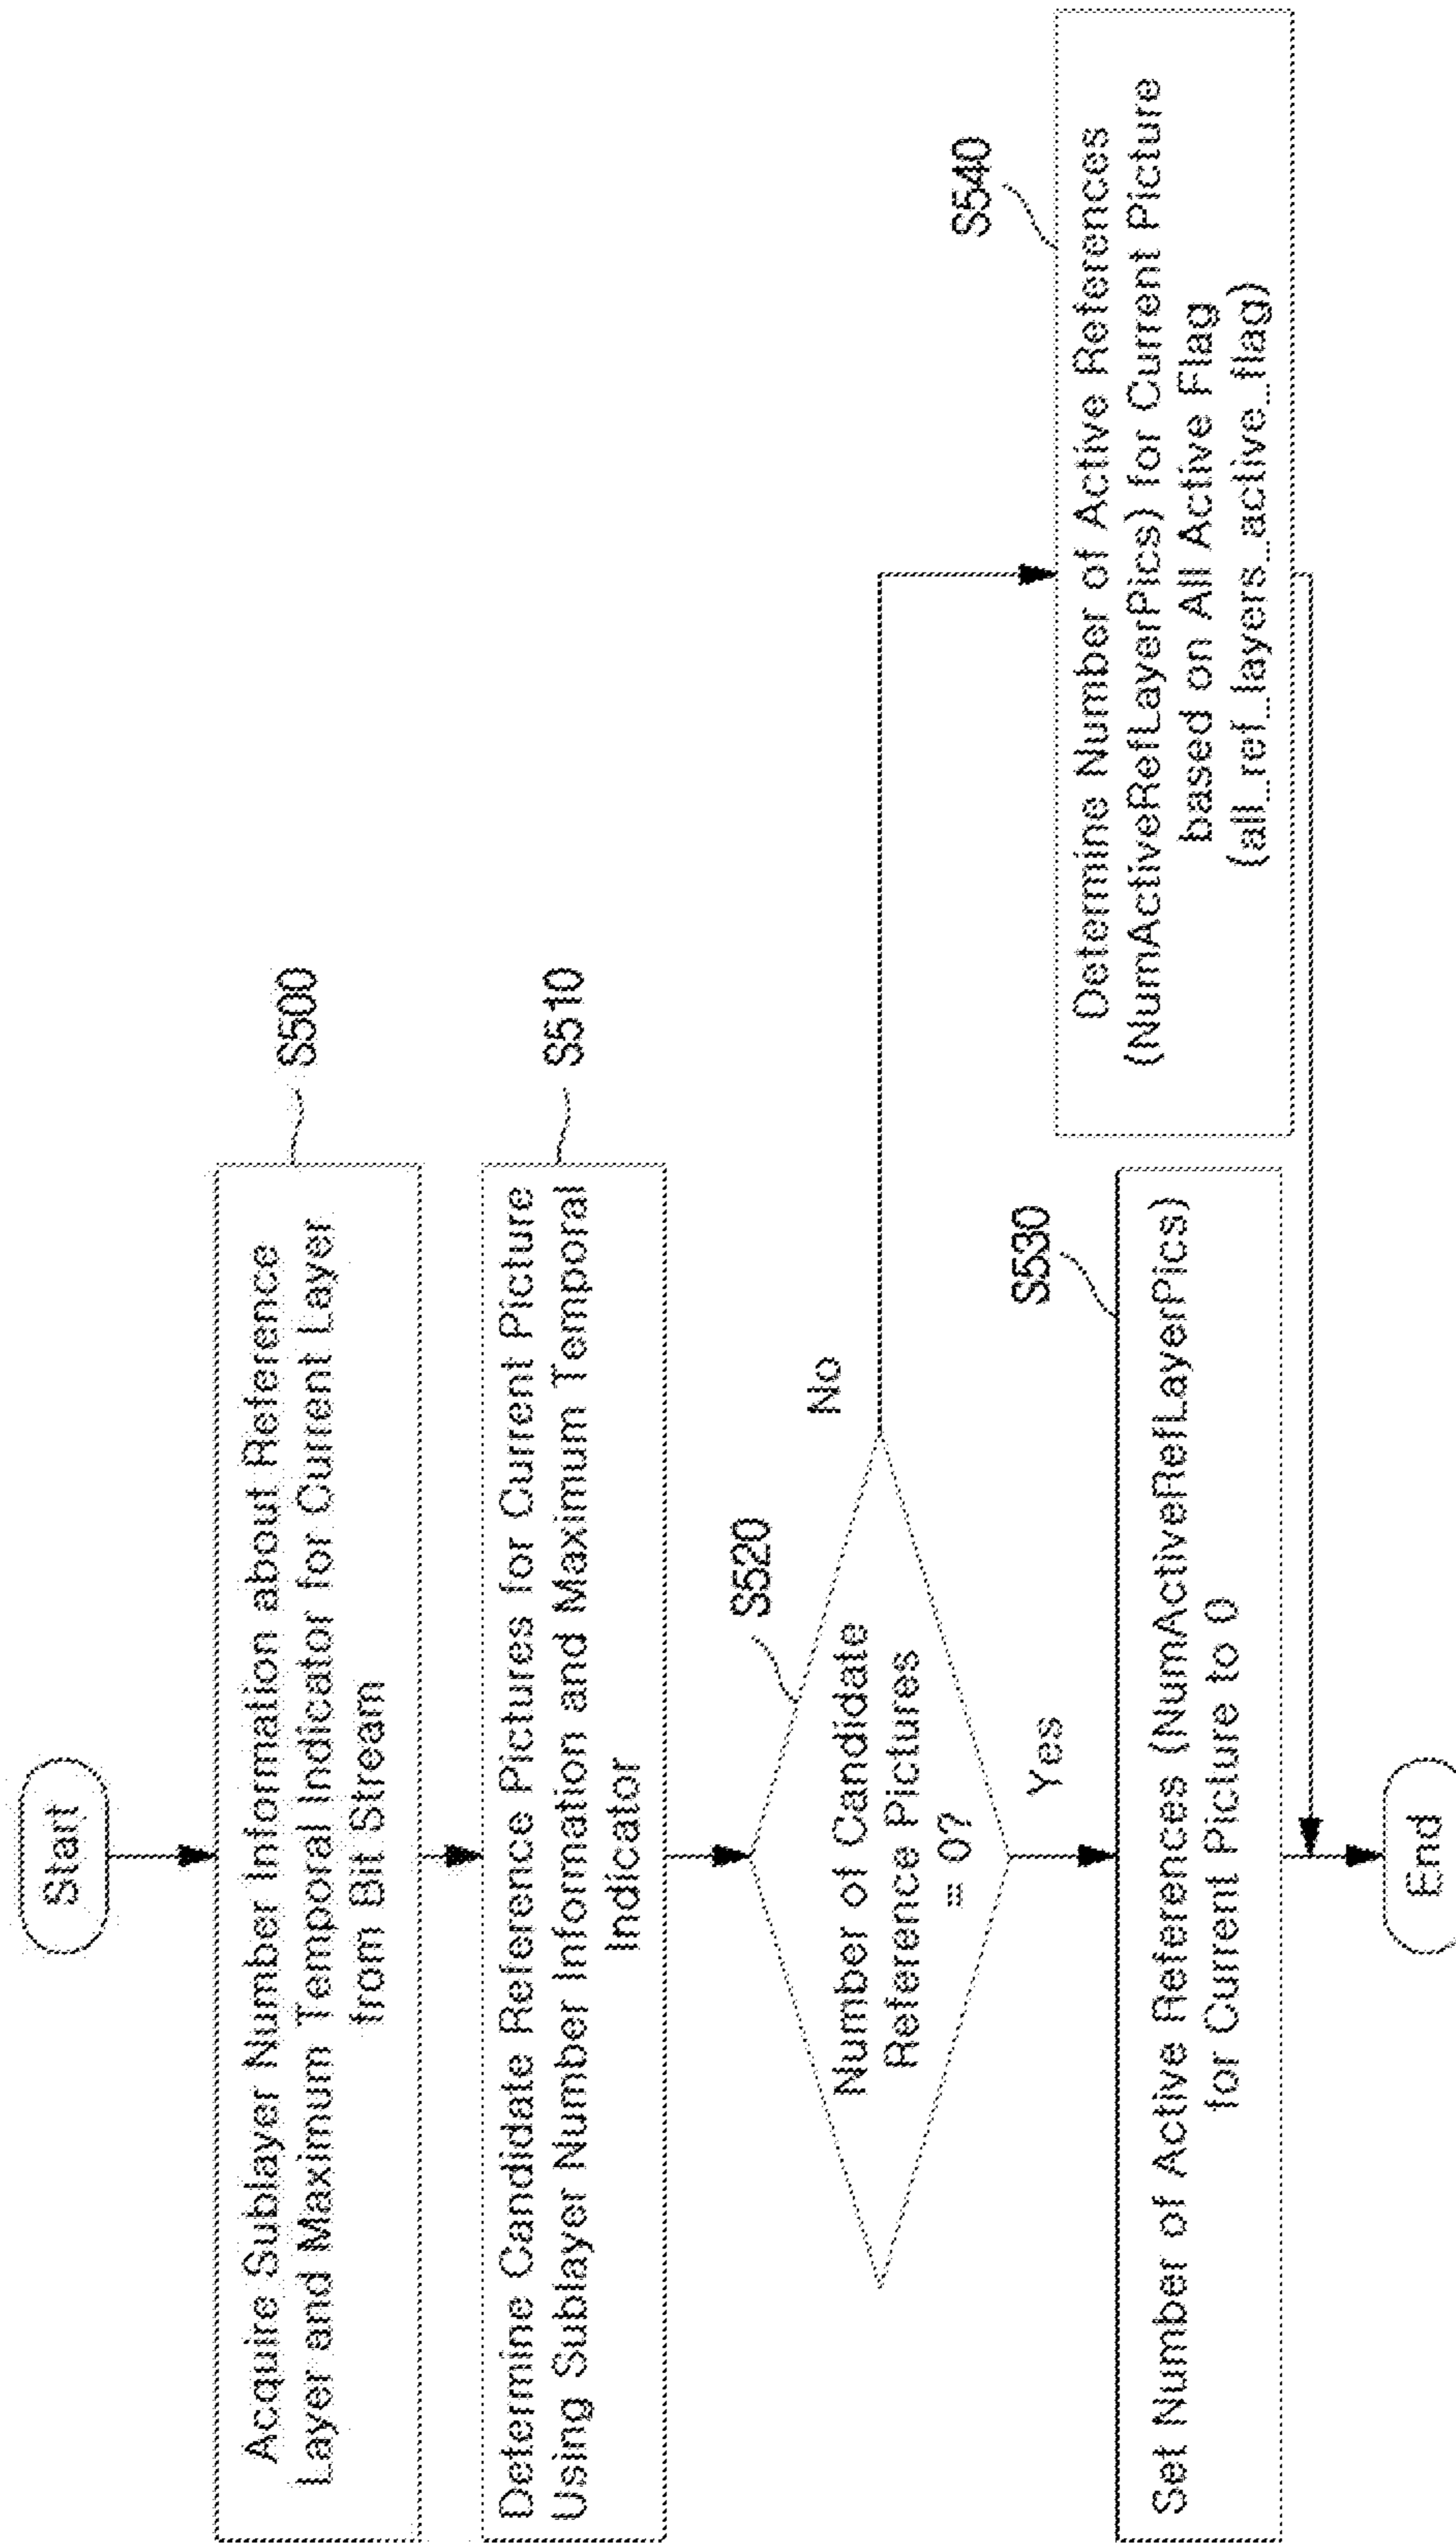 Start
S500
Acquire Sublayer Number Information about Reference
Layer and Maximum Temporal Indicator for Current Layer
from Bit Stream
S510
Determine Candidate Reference Pictures for Current Picture
Using Sublayer Number Information and Maximum Temporal
Indicator
S520
Number of Candidate
Reference Pictures
= 0?
No
Yes
S530
Set Number of Active References (NumActiveRefLayerPics)
for Current Picture to 0
S540
Determine Number of Active References
(NumActiveRefLayerPics) for Current Picture
based on All Active Flag
(all_ref_layers_active_flag)
End